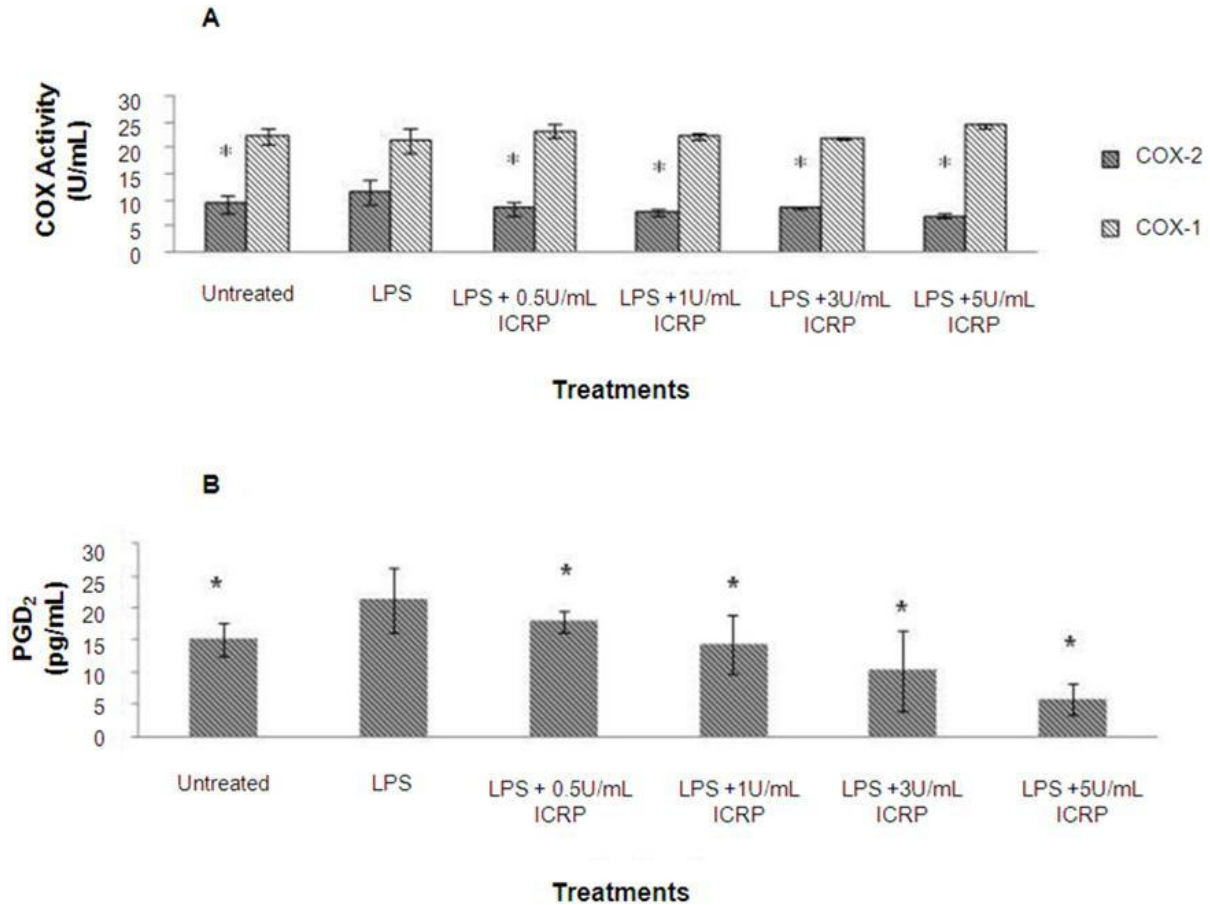 A
COX Activity
(U/mL)
30
25
20
15
10
5
0
*
*
*
*
*
COX-2
COX-1
Untreated
LPS
LPS + 0.5U/mL
ICRP
LPS +1U/mL
ICRP
LPS +3U/mL
ICRP
LPS +5U/mL
ICRP
Treatments
B
PGD₂
(pg/mL)
30
25
20
15
10
5
0
*
*
*
*
*
Untreated
LPS
LPS + 0.5U/mL
ICRP
LPS +1U/mL
ICRP
LPS +3U/mL
ICRP
LPS +5U/mL
ICRP
Treatments